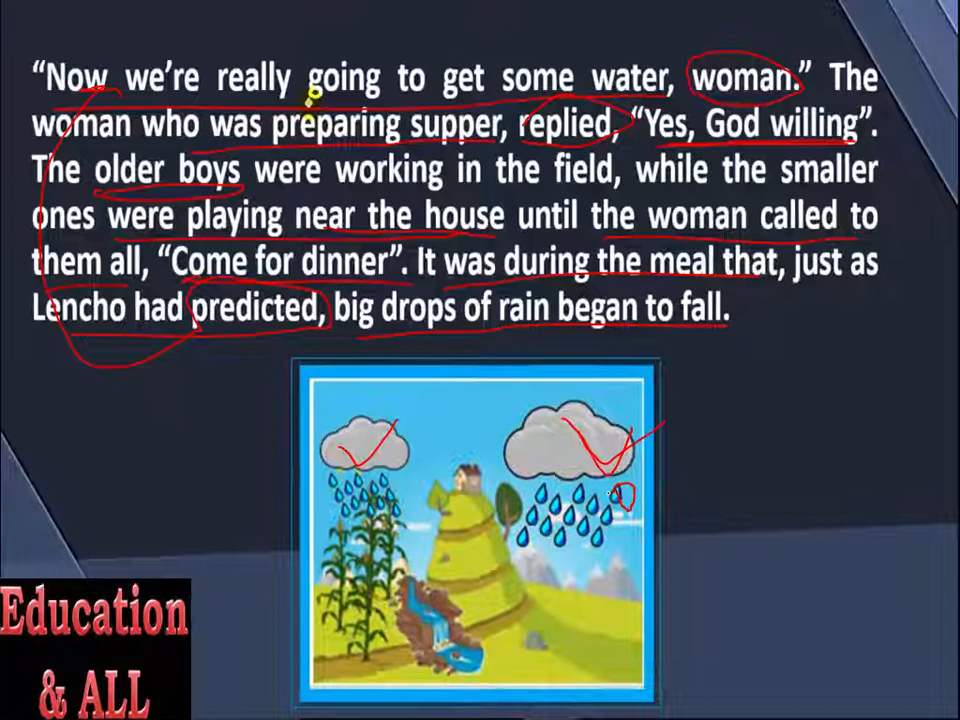 “Now we’re really going to get some water, woman.” The
woman who was preparing supper, replied, “Yes, God willing”.
The older boys were working in the field, while the smaller
ones were playing near the house until the woman called to
them all, “Come for dinner”. It was during the meal that, just as
Lencho had predicted, big drops of rain began to fall.
Education
& ALL